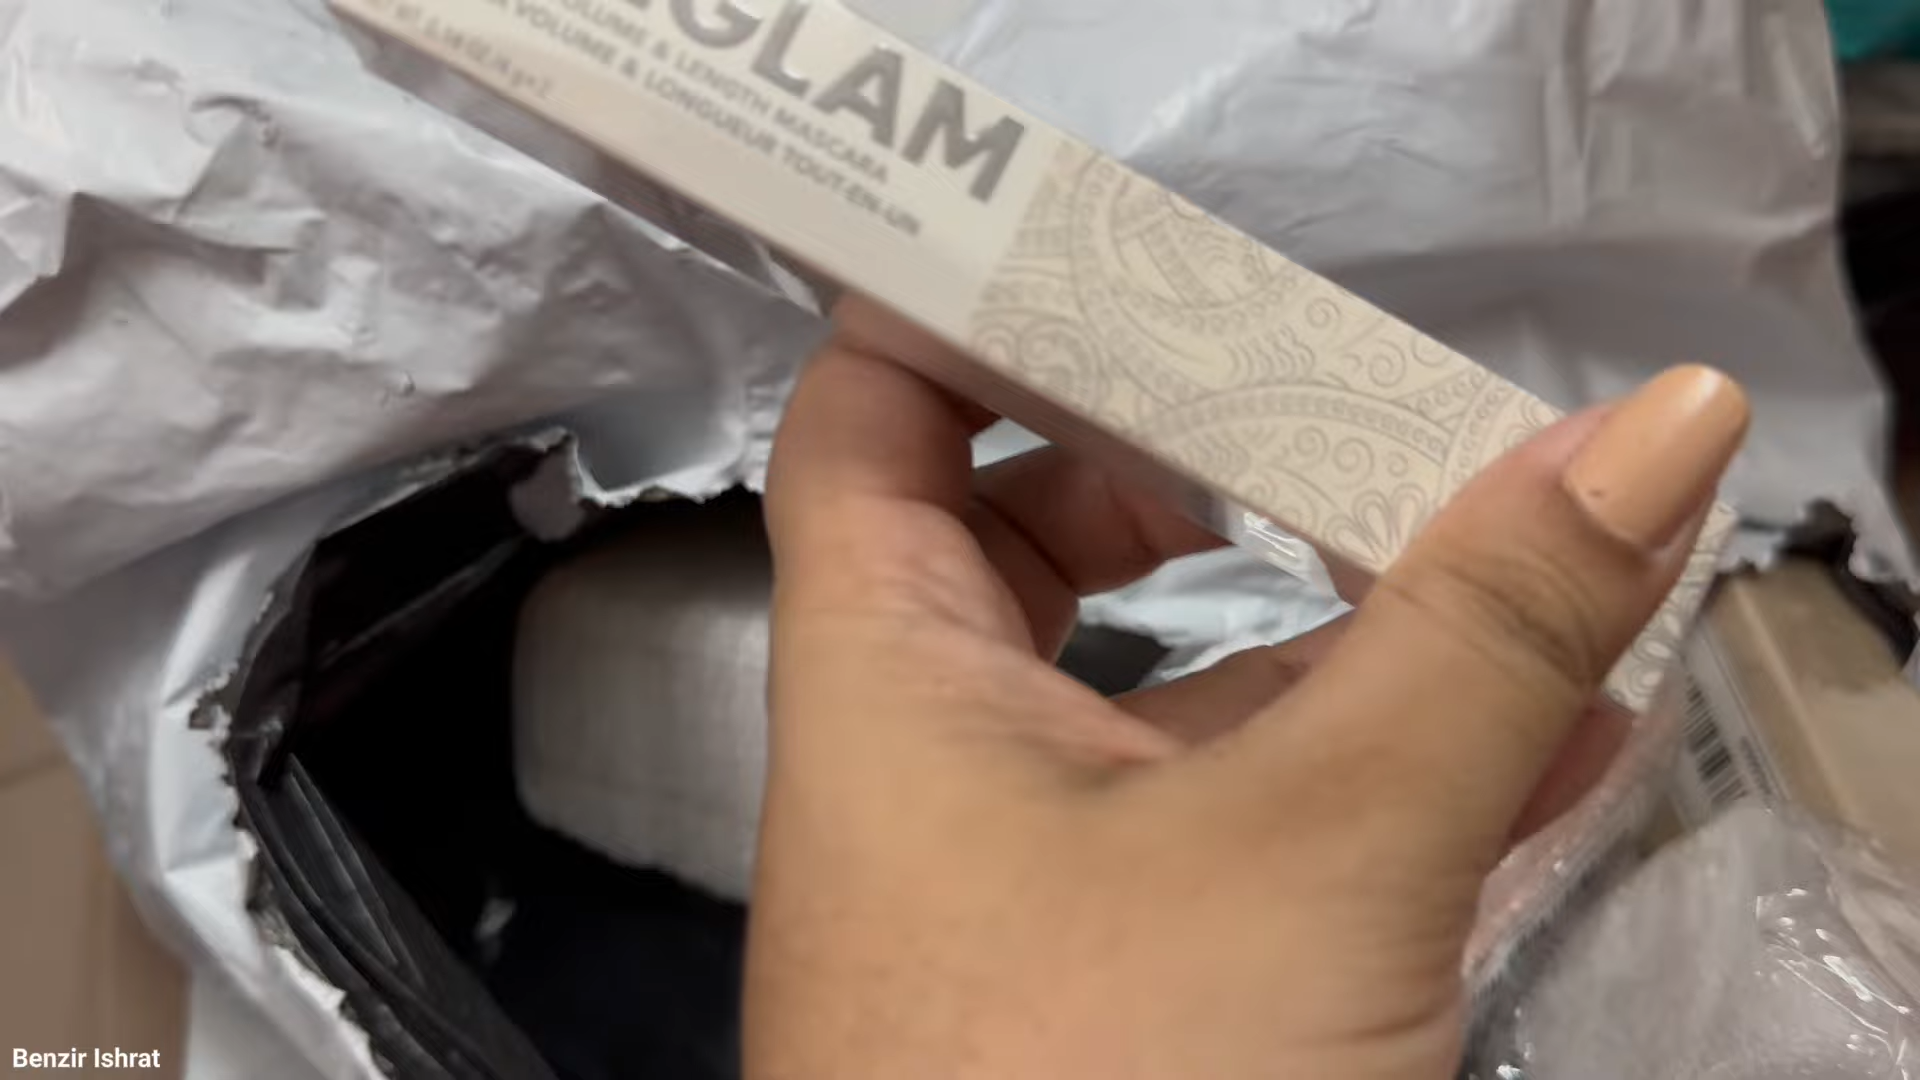 GLAM
VOLUME & LENGTH MASCARA
VOLUME & LONGUEUR TOUT-EN-UN
Benzir Ishrat